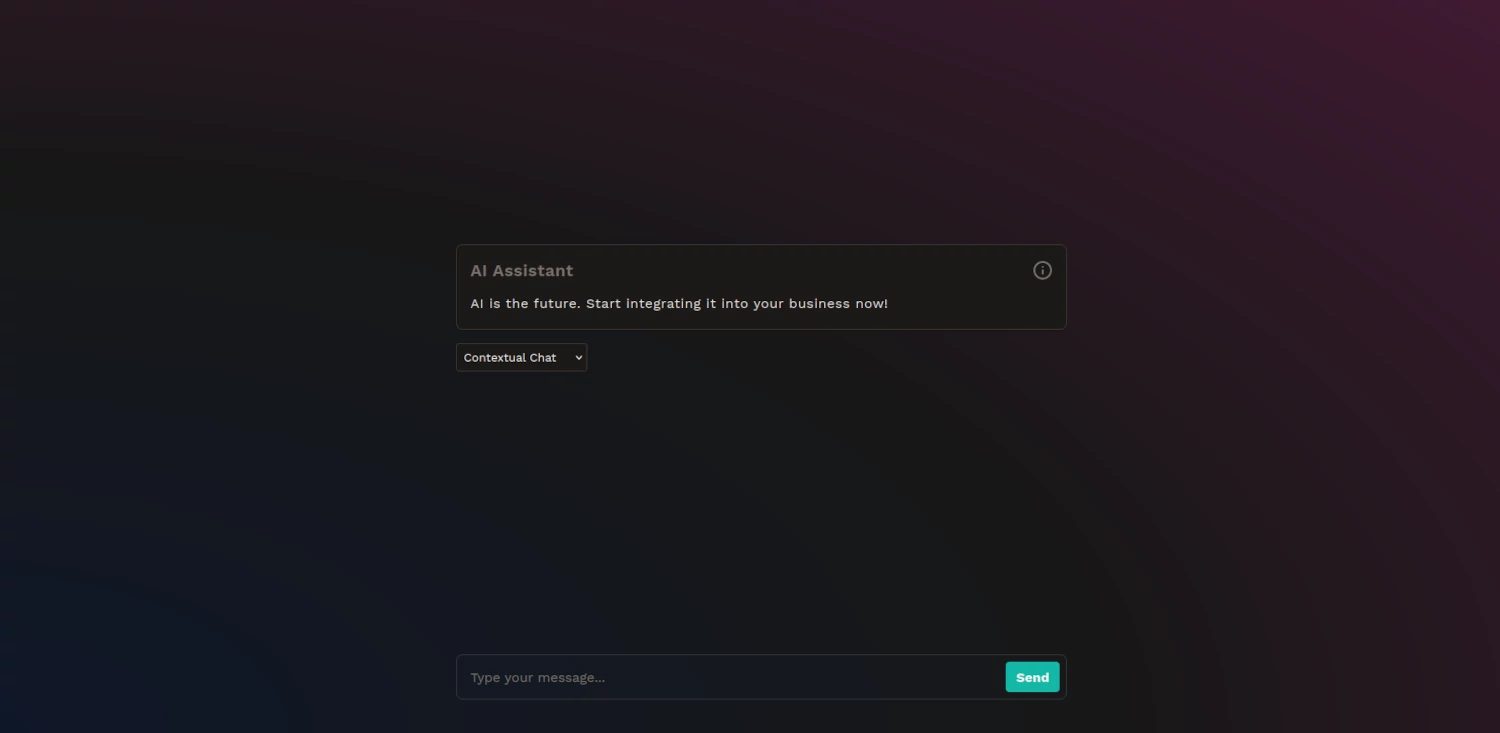 AI Assistant
AI is the future. Start integrating it into your business now!
Contextual Chat
Type your message...
Send